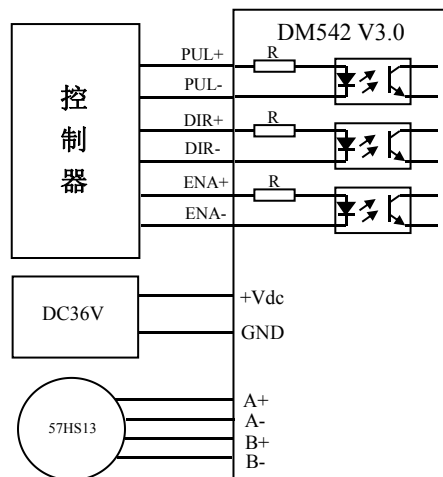 DM542 V3.0
控制器
PUL+
R
PUL-
DIR+
R
DIR-
ENA+
R
ENA-
DC36V
+Vdc
GND
57HS13
A+
A-
B+
B-